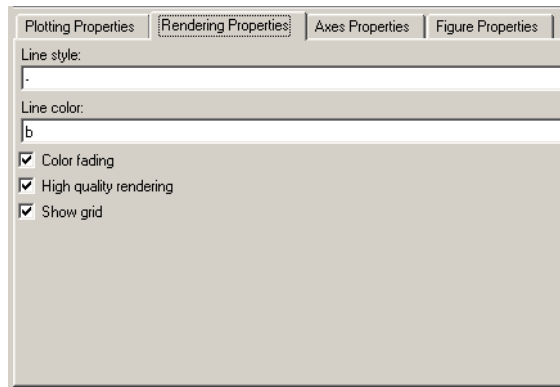 Plotting Properties Rendering Properties Axes Properties Figure Properties
Line style:
-
Line color:
b
Color fading
High quality rendering
Show grid